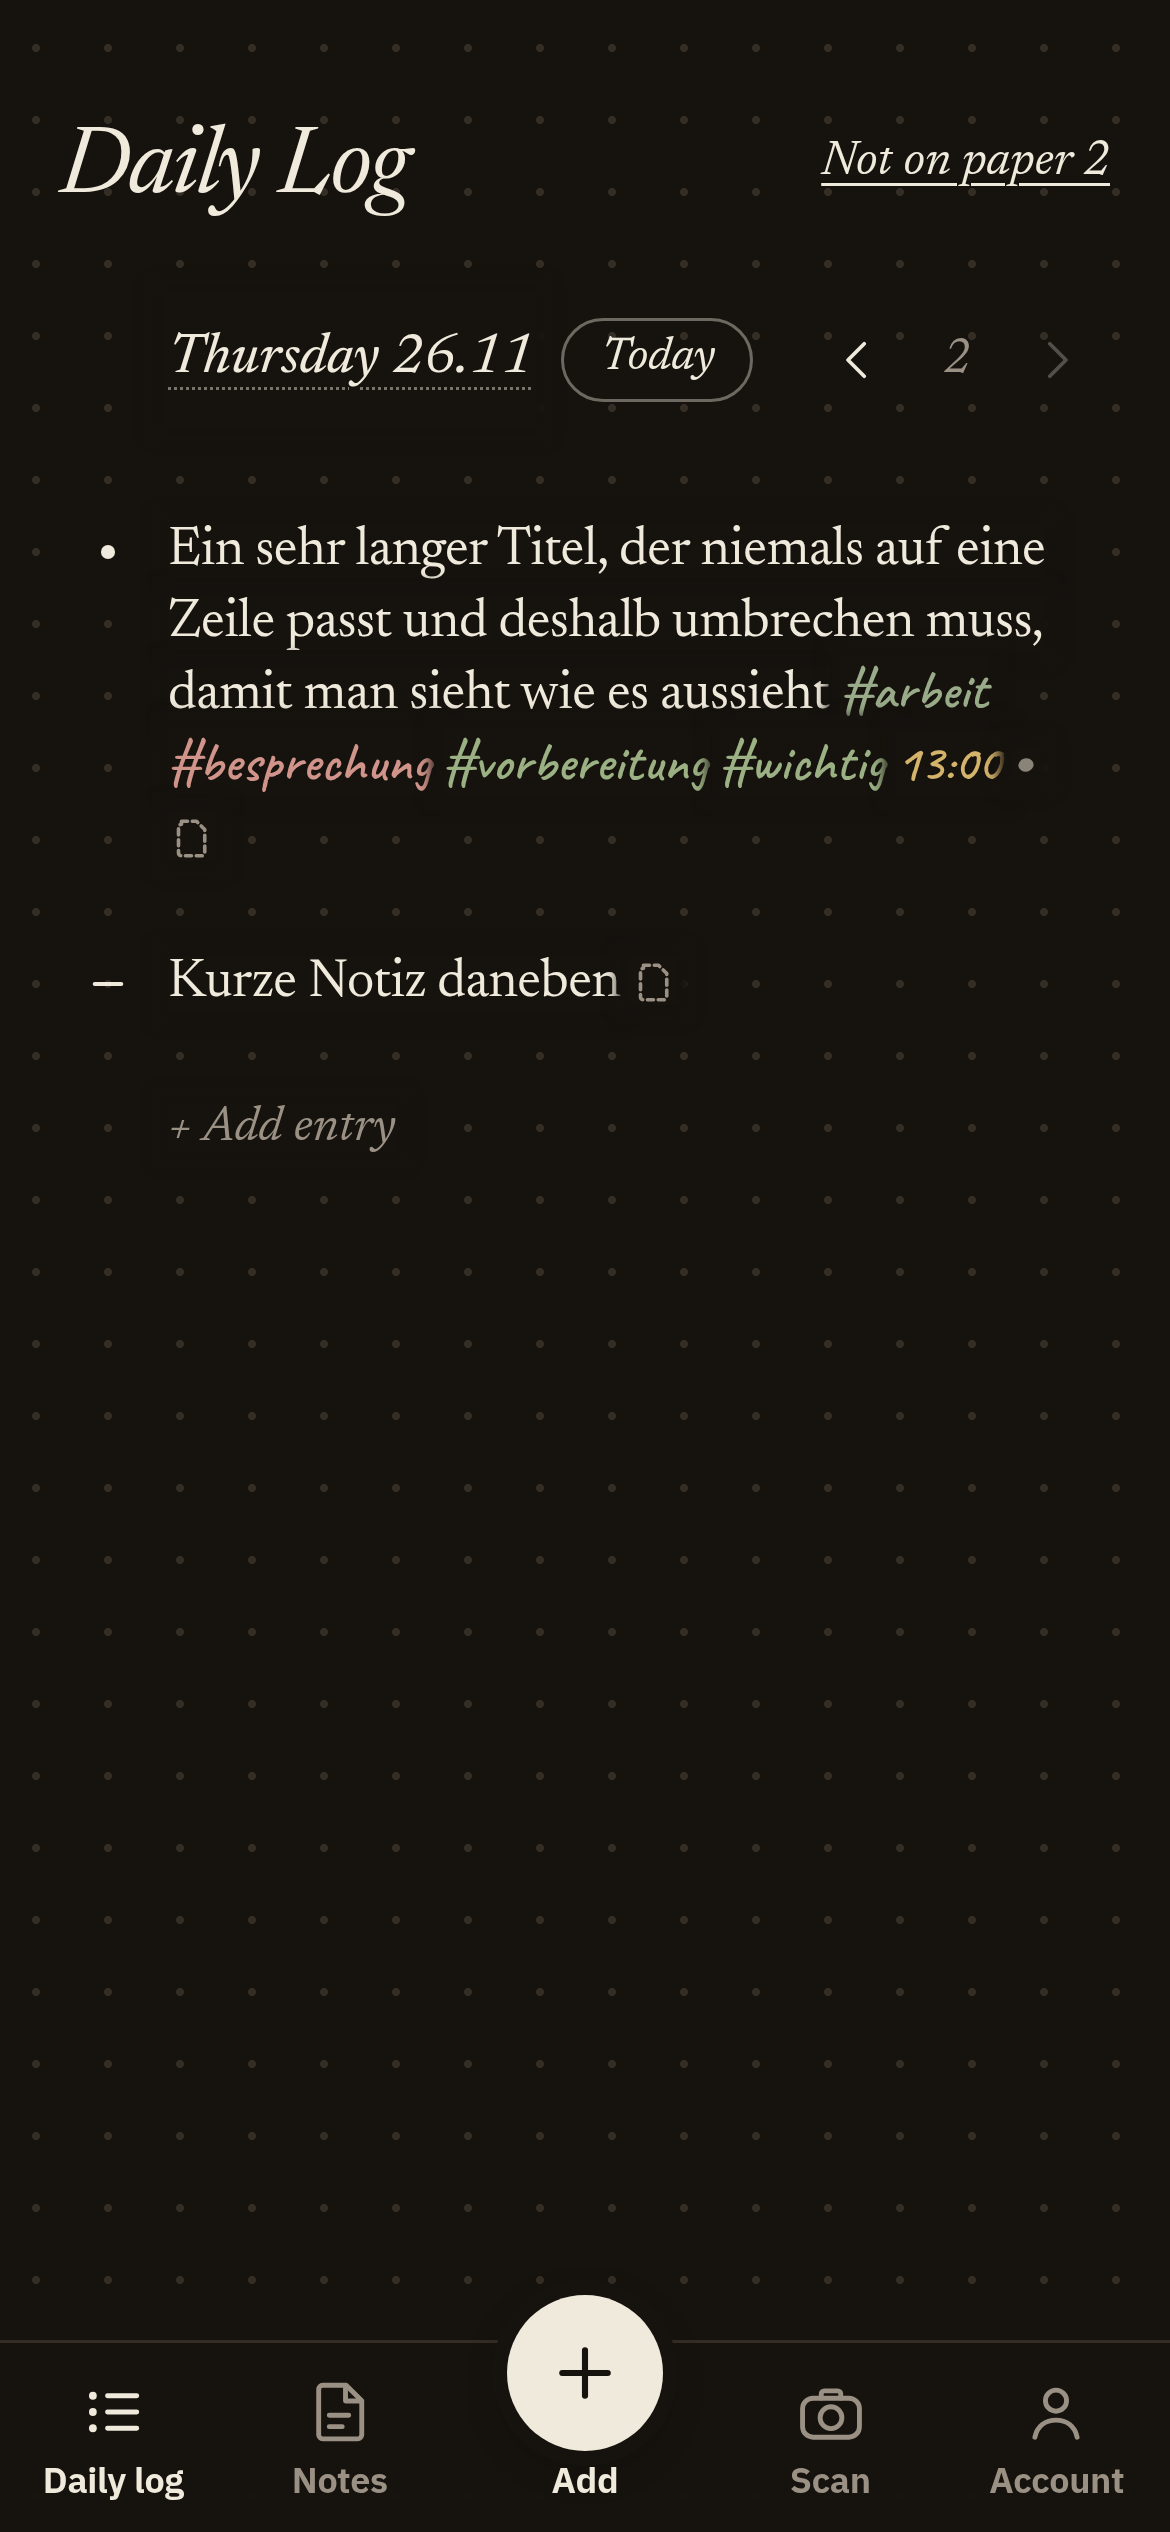 Daily Log
Not on paper 2
Thursday 26.11 Today 2
• Ein sehr langer Titel, der niemals auf eine
Zeile passt und deshalb umbrechen muss,
damit man sieht wie es aussieht #arbeit
#besprechung #vorbereitung #wichtig 13:00 •
– Kurze Notiz daneben
+ Add entry
Daily log Notes Add Scan Account